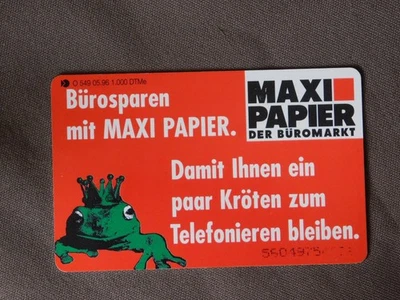 O 549 05.96 1.000 DTMe
Bürosparen
mit MAXI PAPIER.
MAXI
PAPIER
DER BÜROMARKT
Damit Ihnen ein
paar Kröten zum
Telefonieren bleiben.